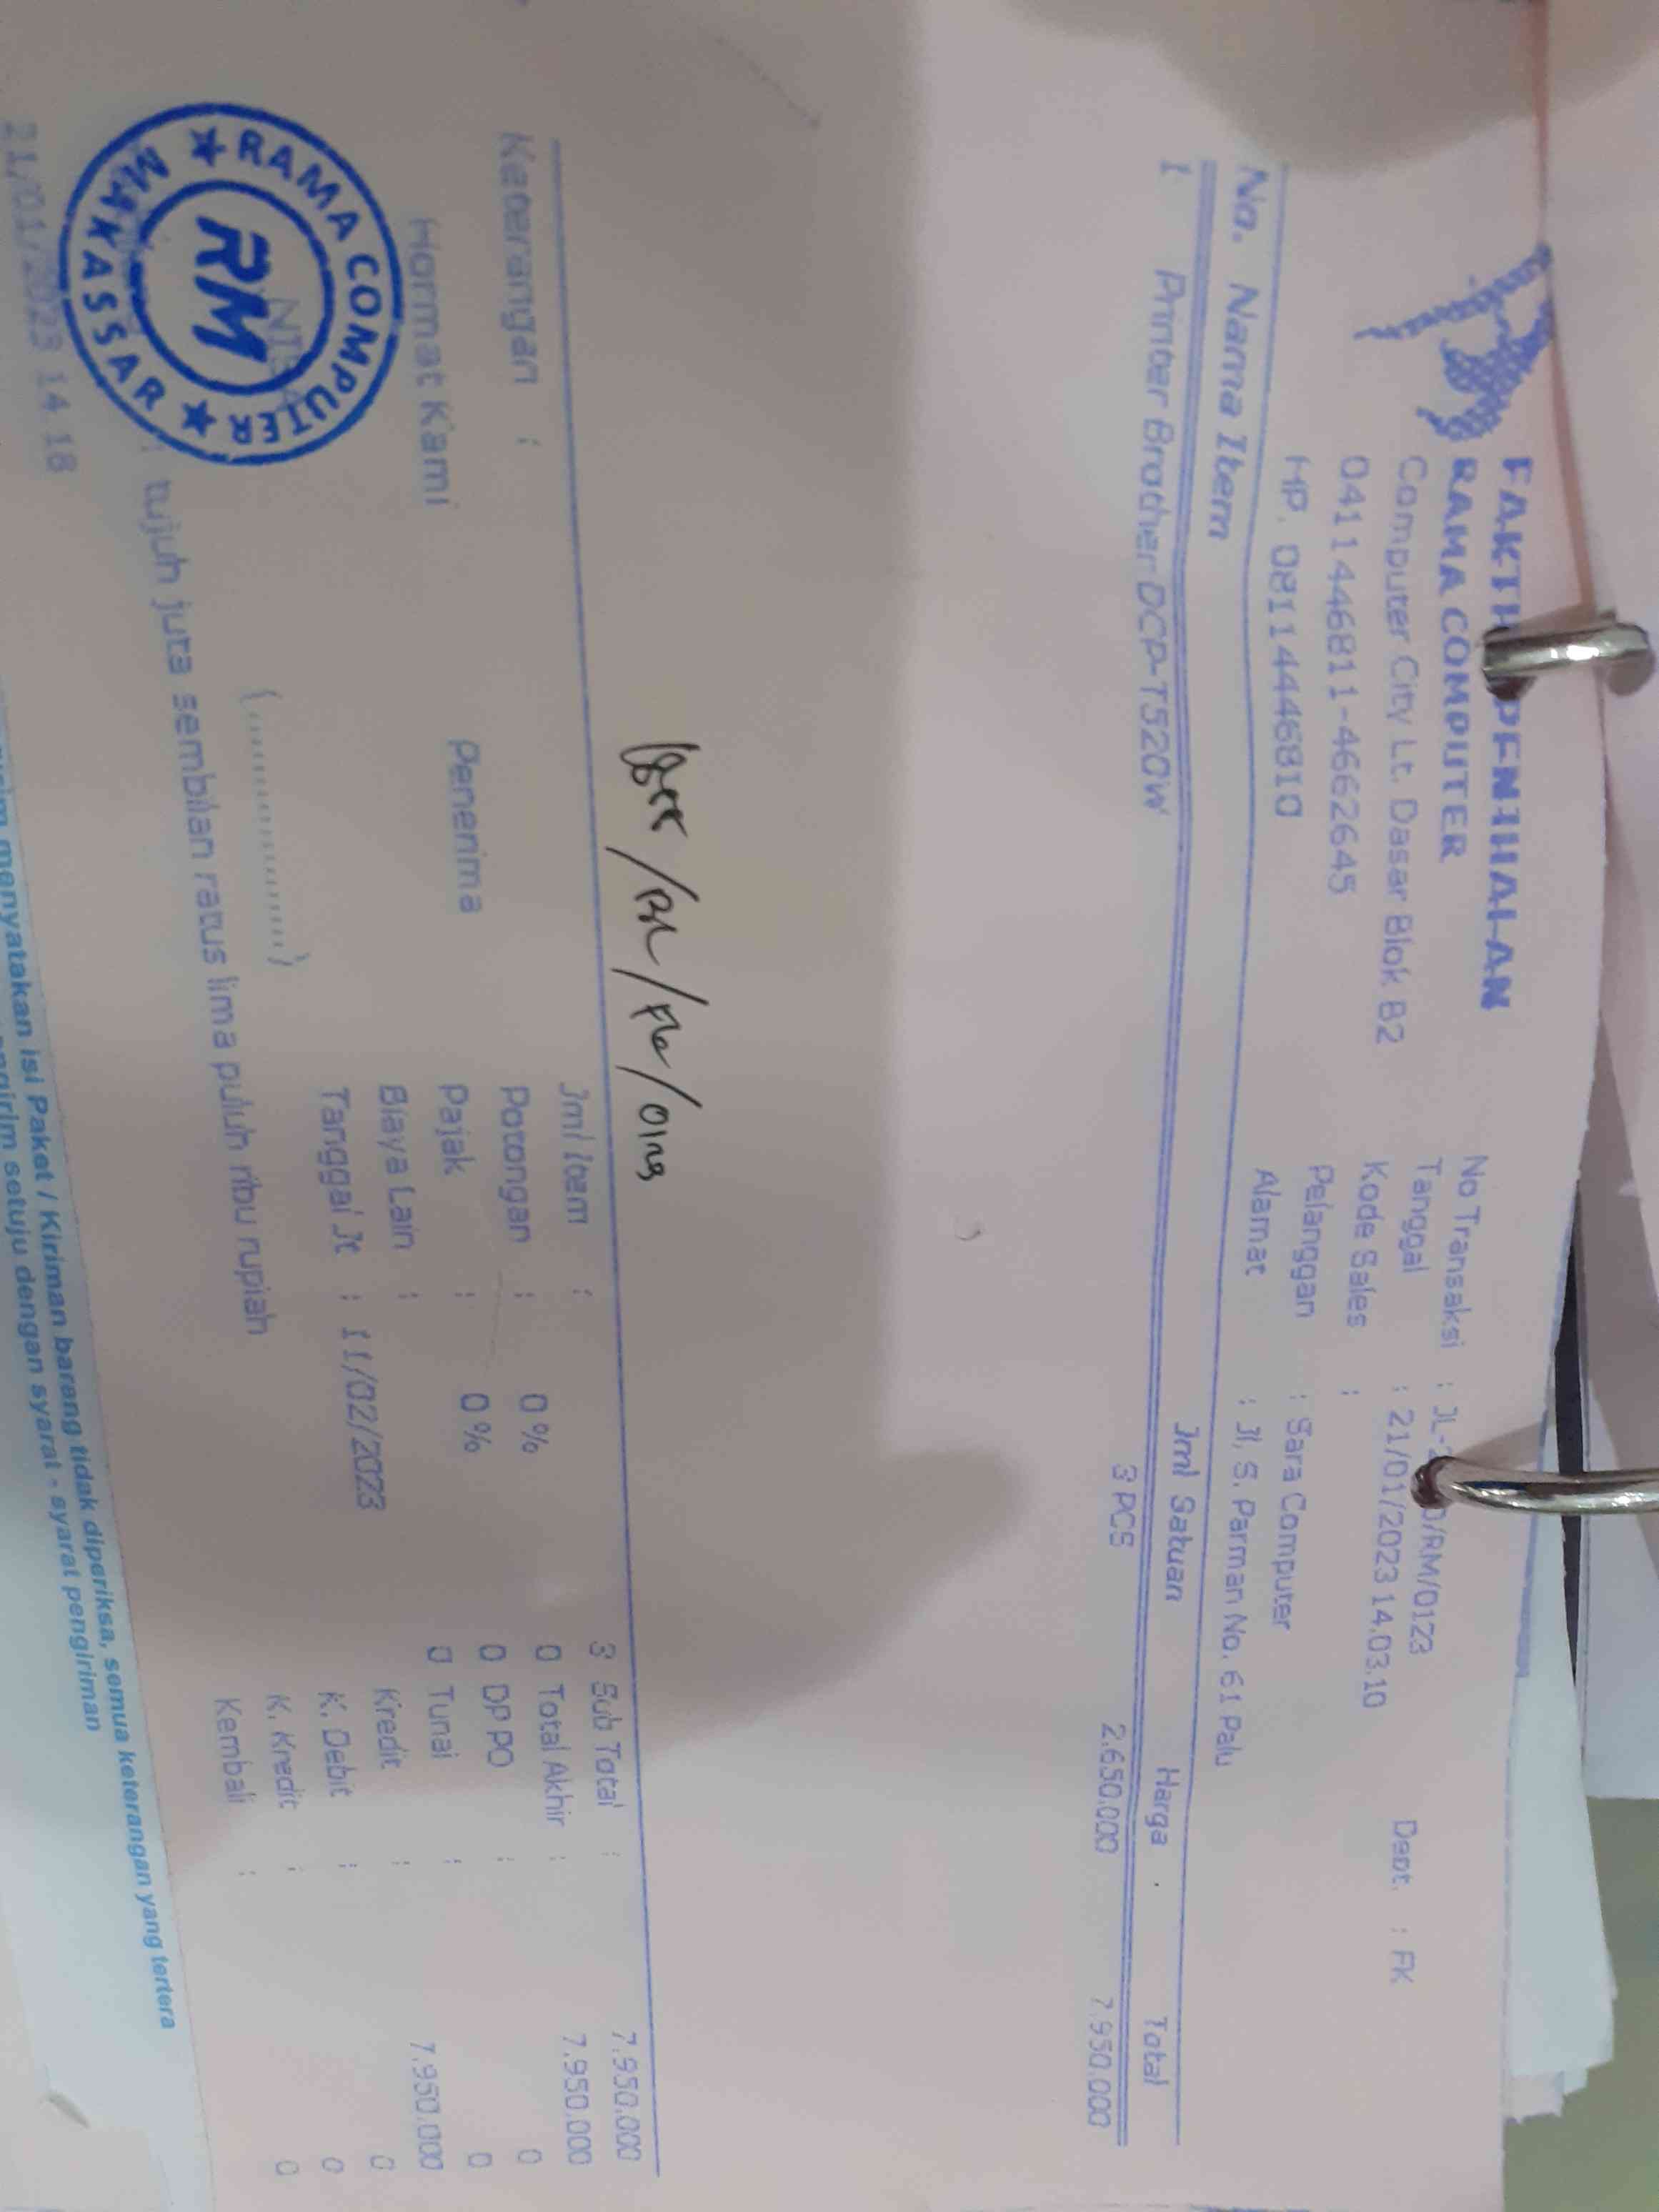 FAKTUR PENJUALAN
RAMA COMPUTER
Computer City Lt. Dasar Blok B2
0411 446811-4662645
HP. 08114446810
No Transaksi : JL- 0/RM/0123
Tanggal : 21/01/2023 14.03.10
Dept. : FK
Kode Sales :
Pelanggan : Sara Computer
Alamat : Jl. S. Parman No. 61 Palu
No. Nama Item Jml Satuan Harga Total
1 Printer Brother DCP-T520W 3 PCS 2.650.000 7.950.000
Keterangan : Jml Item : 3 Sub Total : 7.950.000
Potongan : 0 % 0 Total Akhir : 7.950.000
Pajak : 0 % 0 DP PO : 0
Biaya Lain : 0 Tunai : 0
Tanggal Jt : 11/02/2023 Kredit : 7.950.000
K. Debit : 0
K. Kredit : 0
Kembali : 0
Hormat Kami Penerima
(..............)
RAMA COMPUTER
RM
MAKASSAR
: tujuh juta sembilan ratus lima puluh ribu rupiah
21/01/2023 14.18
menyatakan isi Paket / Kiriman barang tidak diperiksa, semua keterangan yang tertera
setuju dengan syarat - syarat pengiriman